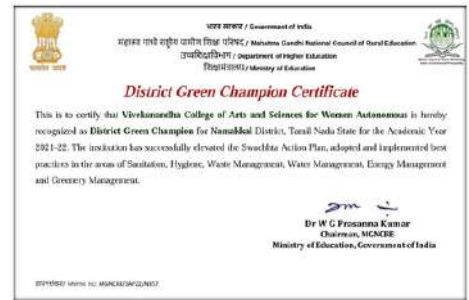 भारत सरकार / Government of India
महात्मा गांधी राष्ट्रीय ग्रामीण शिक्षा परिषद् / Mahatma Gandhi National Council of Rural Education
उच्चशिक्षाविभाग / Department of Higher Education
शिक्षामंत्रालय / Ministry of Education
District Green Champion Certificate
This is to certify that Vivekanandha College of Arts and Sciences for Women Autonomous is hereby
recognized as District Green Champion for Namakkal District, Tamil Nadu State for the Academic Year
2021-22. The institution has successfully elevated the Swachhta Action Plan, adopted and implemented best
practices in the areas of Sanitation, Hygiene, Waste Management, Water Management, Energy Management
and Greenery Management.
Dr W G Prasanna Kumar
Chairman, MGNCRE
Ministry of Education, Government of India